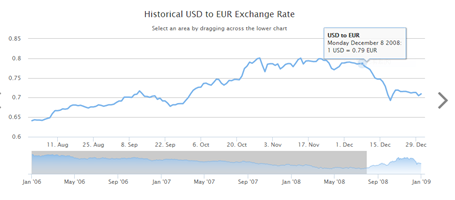 Historical USD to EUR Exchange Rate
Select an area by dragging across the lower chart
USD to EUR
Monday December 8 2008:
1 USD = 0.79 EUR
0.85
0.8
0.75
0.7
0.65
0.6
11. Aug 25. Aug 8. Sep 22. Sep 6. Oct 20. Oct 3. Nov 17. Nov 1. Dec 15. Dec 29. Dec
Jan '06 May '06 Sep '06 Jan '07 May '07 Sep '07 Jan '08 May '08 Sep '08 Jan '09